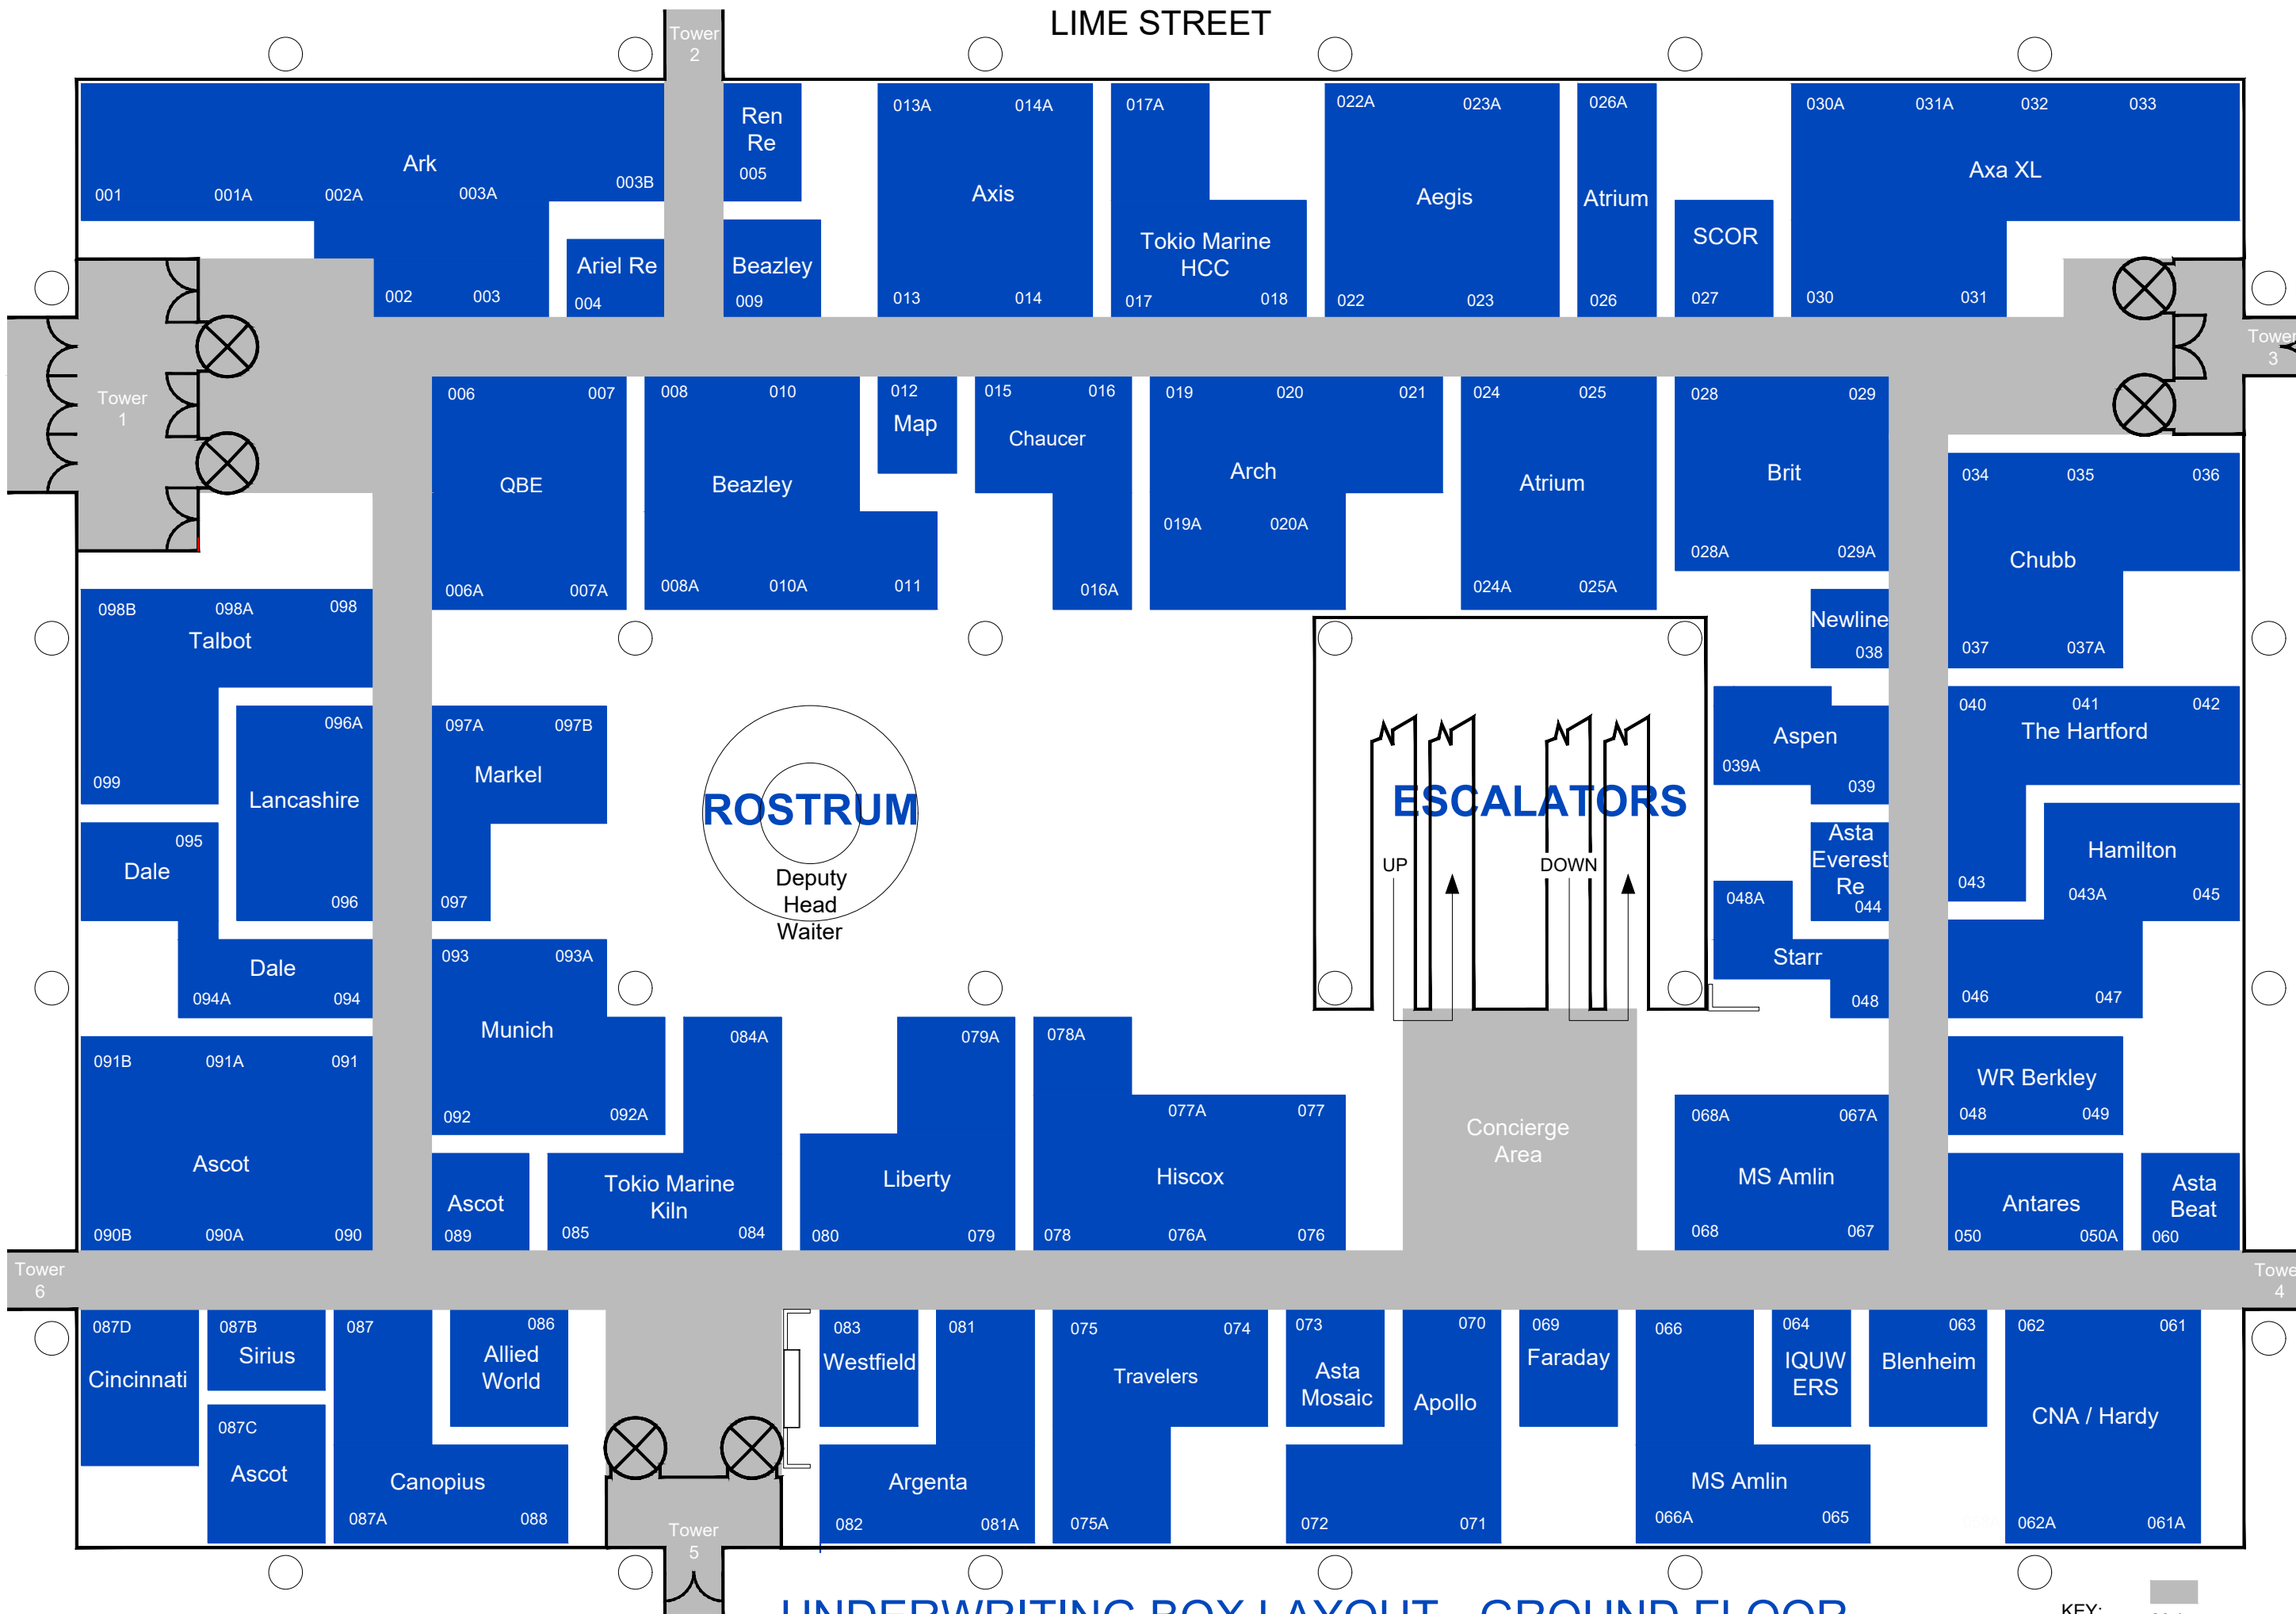 LIME STREET
Tower
2
Ark
001
001A
002A
003A
003B
002
003
Ariel Re
004
Ren
Re
005
Beazley
009
013A
014A
Axis
013
014
017A
Tokio Marine
HCC
017
018
022A
023A
Aegis
022
023
026A
Atrium
026
SCOR
027
030A
031A
032
033
Axa XL
030
031
Tower
1
Tower
3
006
007
QBE
006A
007A
008
010
Beazley
008A
010A
011
012
Map
015
016
Chaucer
016A
019
020
021
Arch
019A
020A
024
025
Atrium
024A
025A
028
029
Brit
028A
029A
034
035
036
Chubb
037
037A
Newline
038
098B
098A
098
Talbot
099
096A
Lancashire
096
097A
097B
Markel
097
ROSTRUM
Deputy
Head
Waiter
ESCALATORS
UP
DOWN
Aspen
039A
039
040
041
042
The Hartford
043
Hamilton
043A
045
046
047
Asta
Everest
Re
044
048A
Starr
048
095
Dale
Dale
094A
094
093
093A
Munich
092
092A
091B
091A
091
Ascot
090B
090A
090
Ascot
089
084A
Tokio Marine
Kiln
085
084
079A
Liberty
080
079
078A
077A
077
Hiscox
078
076A
076
Concierge
Area
068A
067A
MS Amlin
068
067
WR Berkley
048
049
Antares
050
050A
Asta
Beat
060
Tower
6
Towe
4
087D
Cincinnati
087B
Sirius
087C
Ascot
087
Canopius
087A
088
086
Allied
World
Tower
5
083
Westfield
081
Argenta
082
081A
075
074
Travelers
075A
073
Asta
Mosaic
070
Apollo
072
071
069
Faraday
066
MS Amlin
066A
065
064
IQUW
ERS
063
Blenheim
062
061
CNA / Hardy
062A
061A
UNDERWRITING BOX LAYOUT - GROUND FLOOR
KEY: